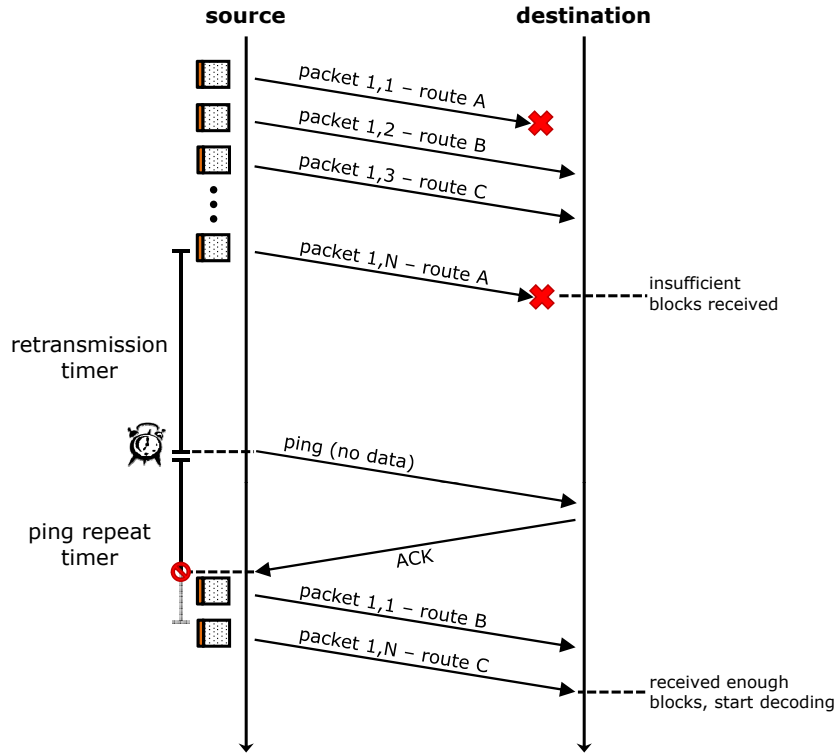 source
destination
packet 1,1 – route A
packet 1,2 – route B
packet 1,3 – route C
packet 1,N – route A
insufficient
blocks received
retransmission
timer
ping (no data)
ping repeat
timer
ACK
packet 1,1 – route B
packet 1,N – route C
received enough
blocks, start decoding